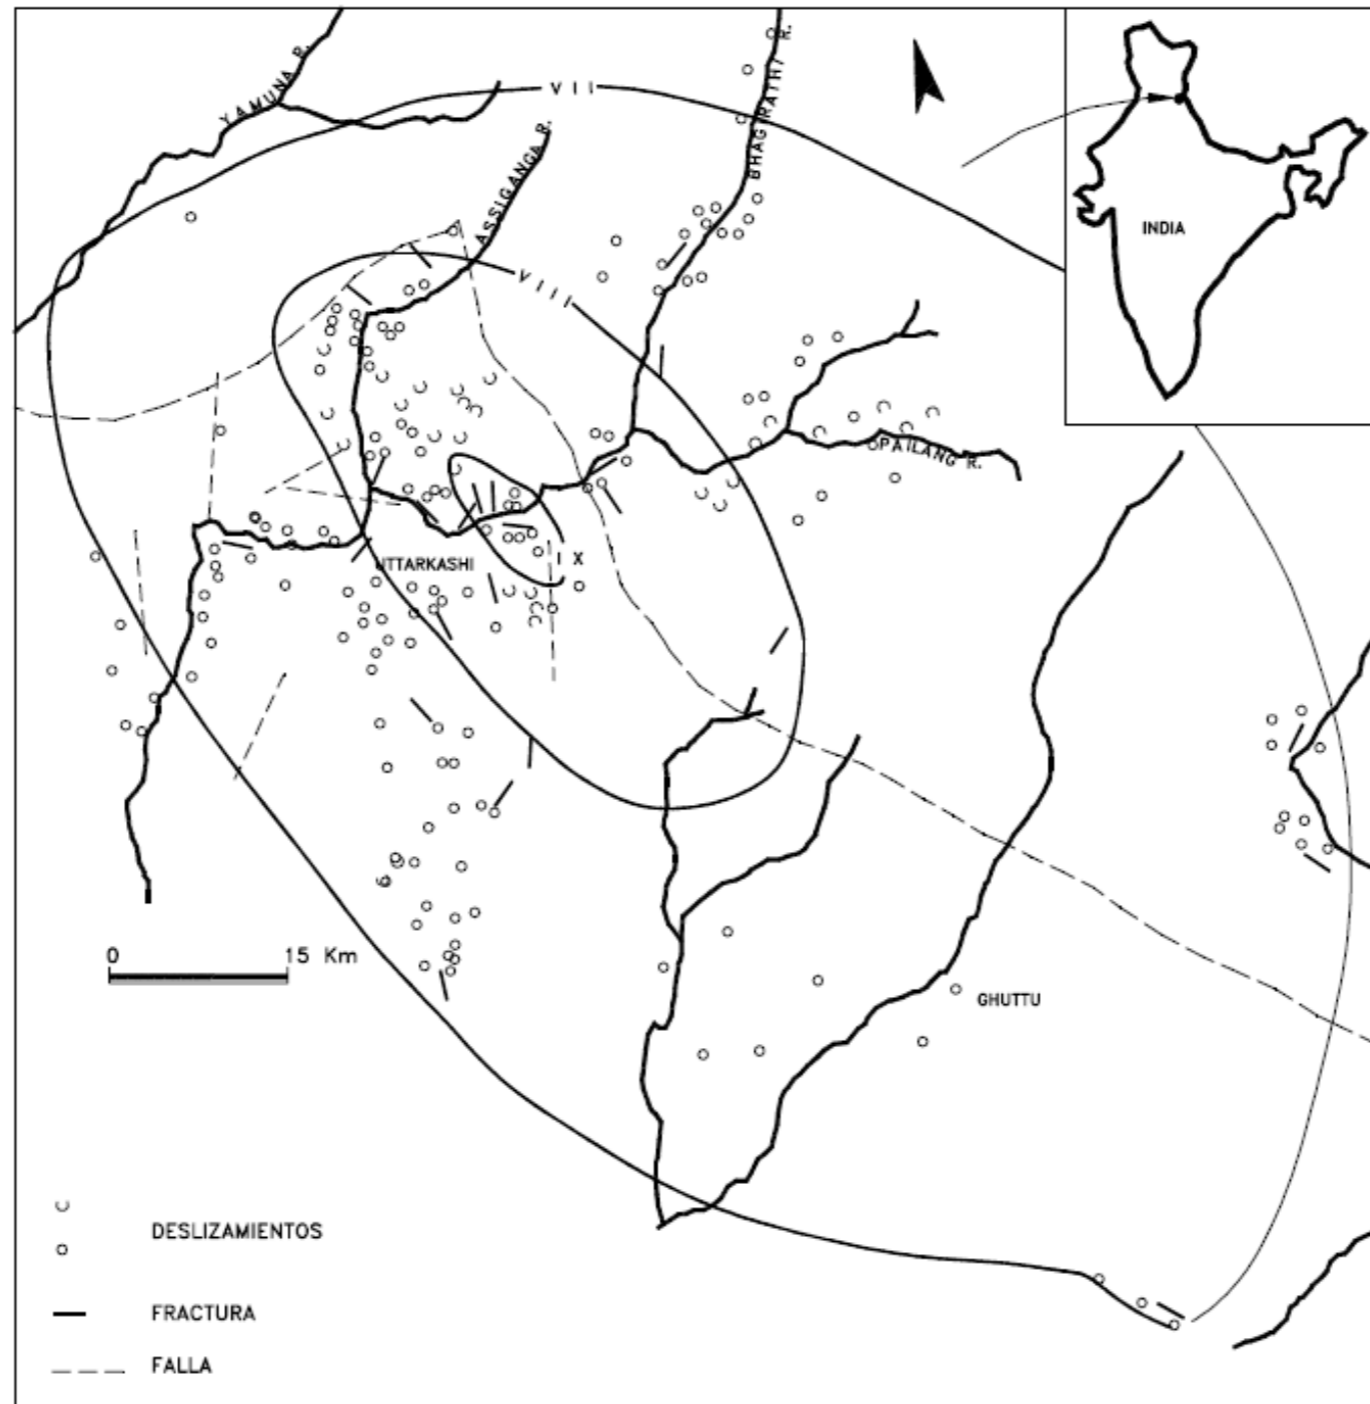 YAMUNA R.
VII
BHAGIRATHI R.
ASSIGANGA R.
INDIA
VIII
PAILANG R.
IX
UTTARKASHI
0 15 Km
GHUTTU
DESLIZAMIENTOS
FRACTURA
FALLA